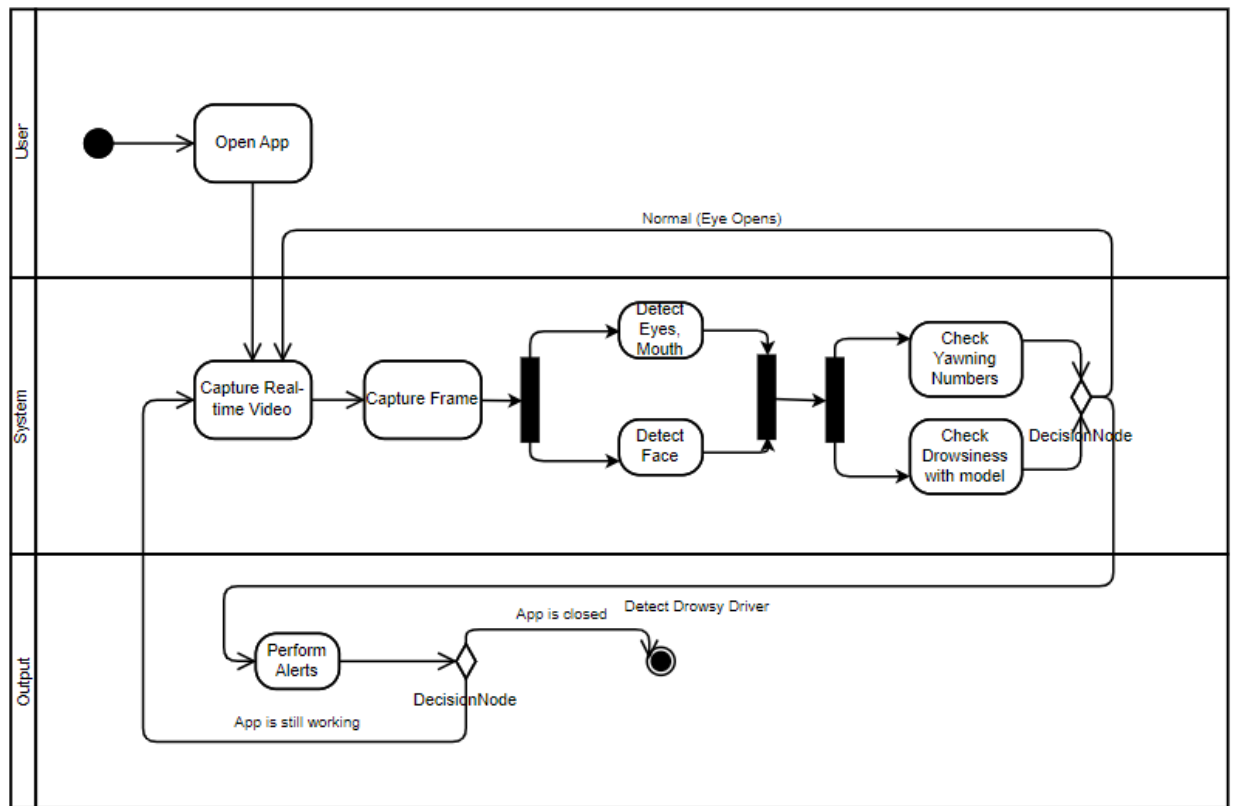 User
Open App
Normal (Eye Opens)
System
Capture Real-
time Video
Capture Frame
Detect
Eyes,
Mouth
Detect
Face
Check
Yawning
Numbers
Check
Drowsiness
with model
DecisionNode
Output
Perform
Alerts
DecisionNode
App is closed
Detect Drowsy Driver
App is still working